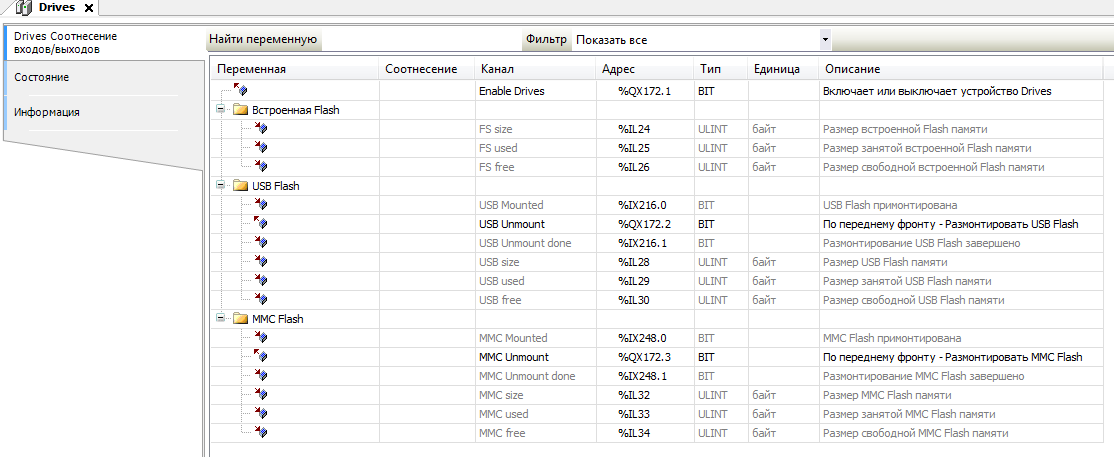 Drives
Drives Соотнесение
входов/выходов
Состояние
Информация
Найти переменную Фильтр Показать все
Переменная Соотнесение Канал Адрес Тип Единица Описание
Enable Drives %QX172.1 BIT Включает или выключает устройство Drives
Встроенная Flash
FS size %IL24 ULINT байт Размер встроенной Flash памяти
FS used %IL25 ULINT байт Размер занятой встроенной Flash памяти
FS free %IL26 ULINT байт Размер свободной встроенной Flash памяти
USB Flash
USB Mounted %IX216.0 BIT USB Flash примонтирована
USB Unmount %QX172.2 BIT По переднему фронту - Размонтировать USB Flash
USB Unmount done %IX216.1 BIT Размонтирование USB Flash завершено
USB size %IL28 ULINT байт Размер USB Flash памяти
USB used %IL29 ULINT байт Размер занятой USB Flash памяти
USB free %IL30 ULINT байт Размер свободной USB Flash памяти
MMC Flash
MMC Mounted %IX248.0 BIT MMC Flash примонтирована
MMC Unmount %QX172.3 BIT По переднему фронту - Размонтировать MMC Flash
MMC Unmount done %IX248.1 BIT Размонтирование MMC Flash завершено
MMC size %IL32 ULINT байт Размер MMC Flash памяти
MMC used %IL33 ULINT байт Размер занятой MMC Flash памяти
MMC free %IL34 ULINT байт Размер свободной MMC Flash памяти